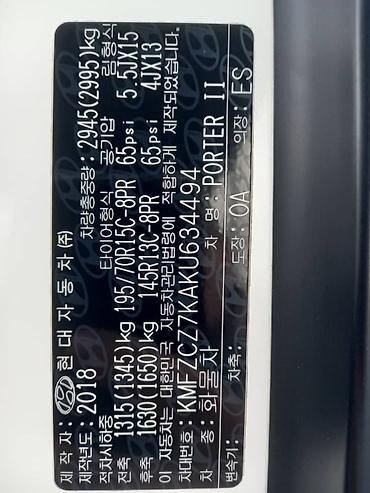 제 작 자: HYUNDAI 현대자동차(주)
제작년도: 2018 차량총중량: 2945(2995)kg
적차시하중 타이어형식 공기압 림형식
전축 1315(1345)kg 195/70R15C-8PR 65psi 5.5JX15
후축 1630(1650)kg 145R13C-8PR 65psi 4JX13
이 자동차는 대한민국 자동차관리법령에 적합하게 제작되었습니다.
차대번호: KMFZCZ7KAKU634494
차 종: 화물차 차 명: PORTER II
변속기: 차축: 도장: OA 의장: ES